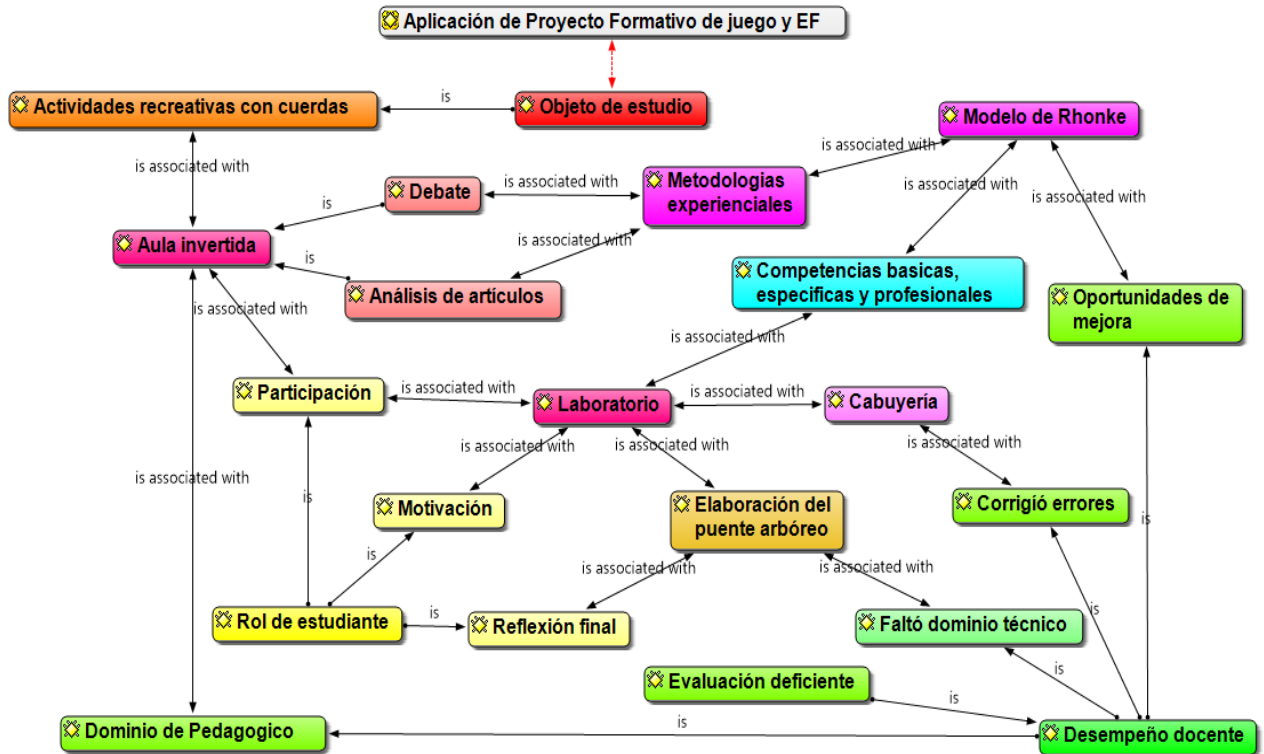 Aplicación de Proyecto Formativo de juego y EF
Actividades recreativas con cuerdas
is
Objeto de estudio
Modelo de Rhonke
is associated with
Debate
is associated with
Metodologias
experienciales
is associated with
is associated with
is
Aula invertida
is
is associated with
Análisis de artículos
Competencias basicas,
especificas y profesionales
Oportunidades de
mejora
is associated with
is associated with
Participación
is associated with
Laboratorio
is associated with
Cabuyería
is associated with
is associated with
is associated with
is associated with
is
Motivación
Elaboración del
puente arbóreo
Corrigió errores
is
is
is associated with
is associated with
Rol de estudiante
is
Reflexión final
Faltó dominio técnico
is
is
Evaluación deficiente
is
Dominio de Pedagogico
is
Desempeño docente